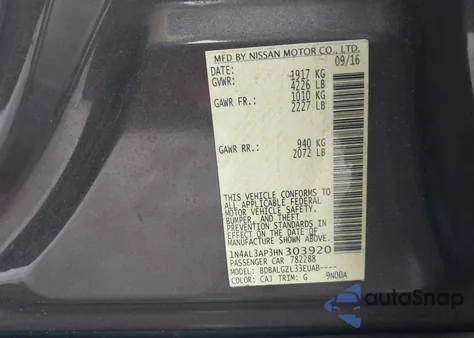 MFD BY NISSAN MOTOR CO., LTD.
DATE: 09/16
GVWR: 1917 KG
4226 LB
GAWR FR.: 1010 KG
2227 LB
GAWR RR.: 940 KG
2072 LB
THIS VEHICLE CONFORMS TO
ALL APPLICABLE FEDERAL
MOTOR VEHICLE SAFETY,
BUMPER, AND THEFT
PREVENTION STANDARDS IN
EFFECT ON THE DATE OF
MANUFACTURE SHOWN ABOVE.
1N4AL3AP3HN303920
PASSENGER CAR 782288
MODEL: BDBALGZL33EUAB----
COLOR: CAJ TRIM: G 9N00A
autoSnap